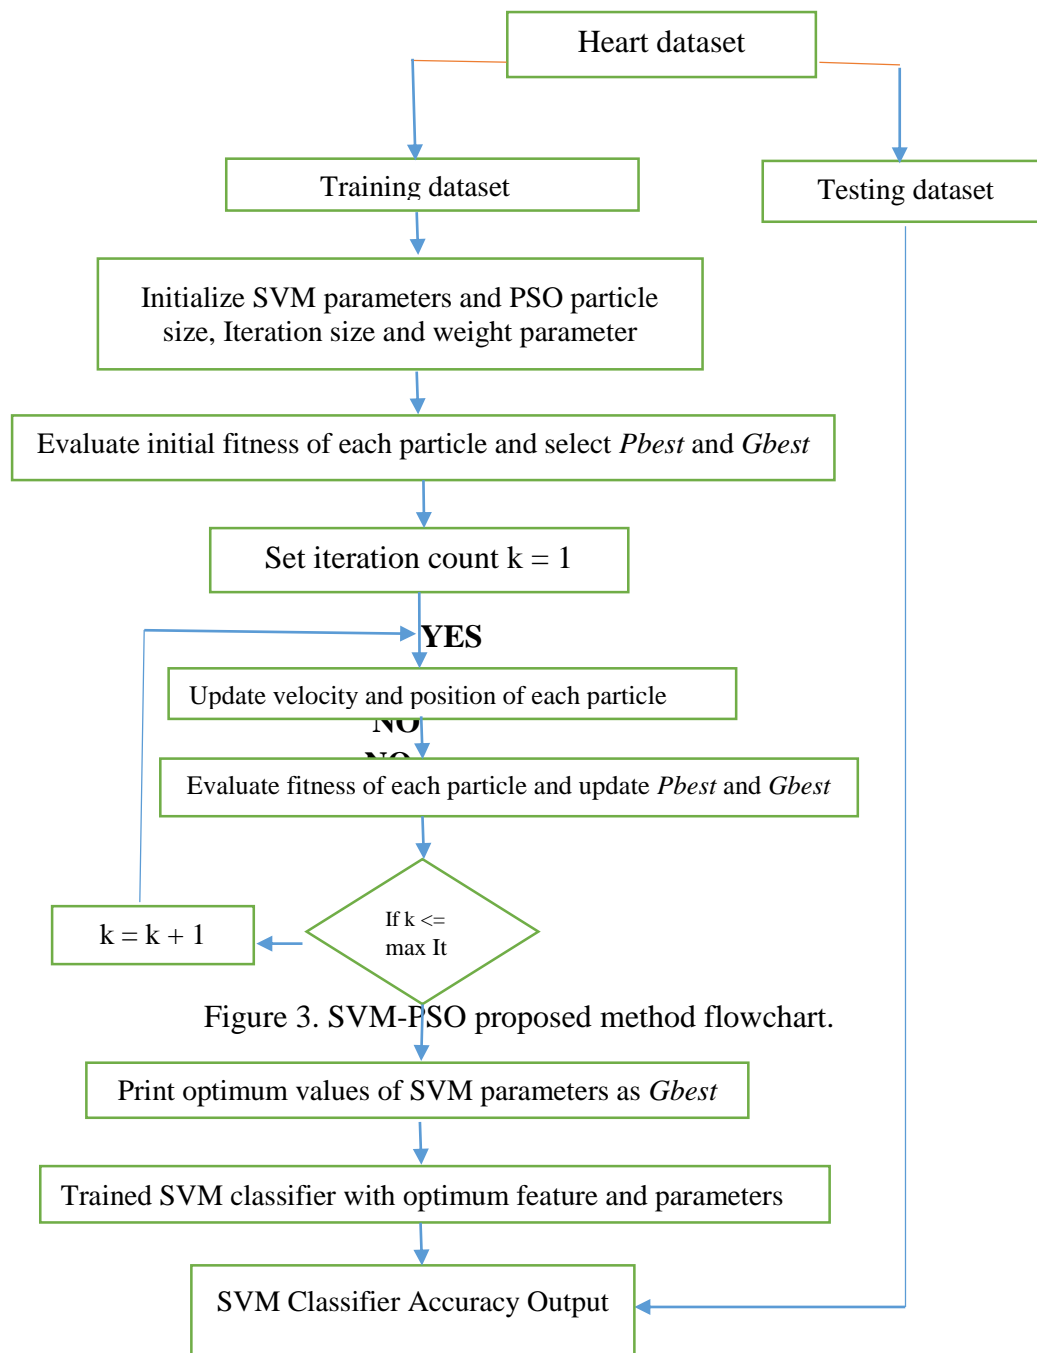 Heart dataset
Training dataset
Testing dataset
Initialize SVM parameters and PSO particle
size, Iteration size and weight parameter
Evaluate initial fitness of each particle and select Pbest and Gbest
Set iteration count k = 1
YES
Update velocity and position of each particle
NO
NO
Evaluate fitness of each particle and update Pbest and Gbest
If k <=
max It
k = k + 1
Figure 3. SVM-PSO proposed method flowchart.
Print optimum values of SVM parameters as Gbest
Trained SVM classifier with optimum feature and parameters
SVM Classifier Accuracy Output